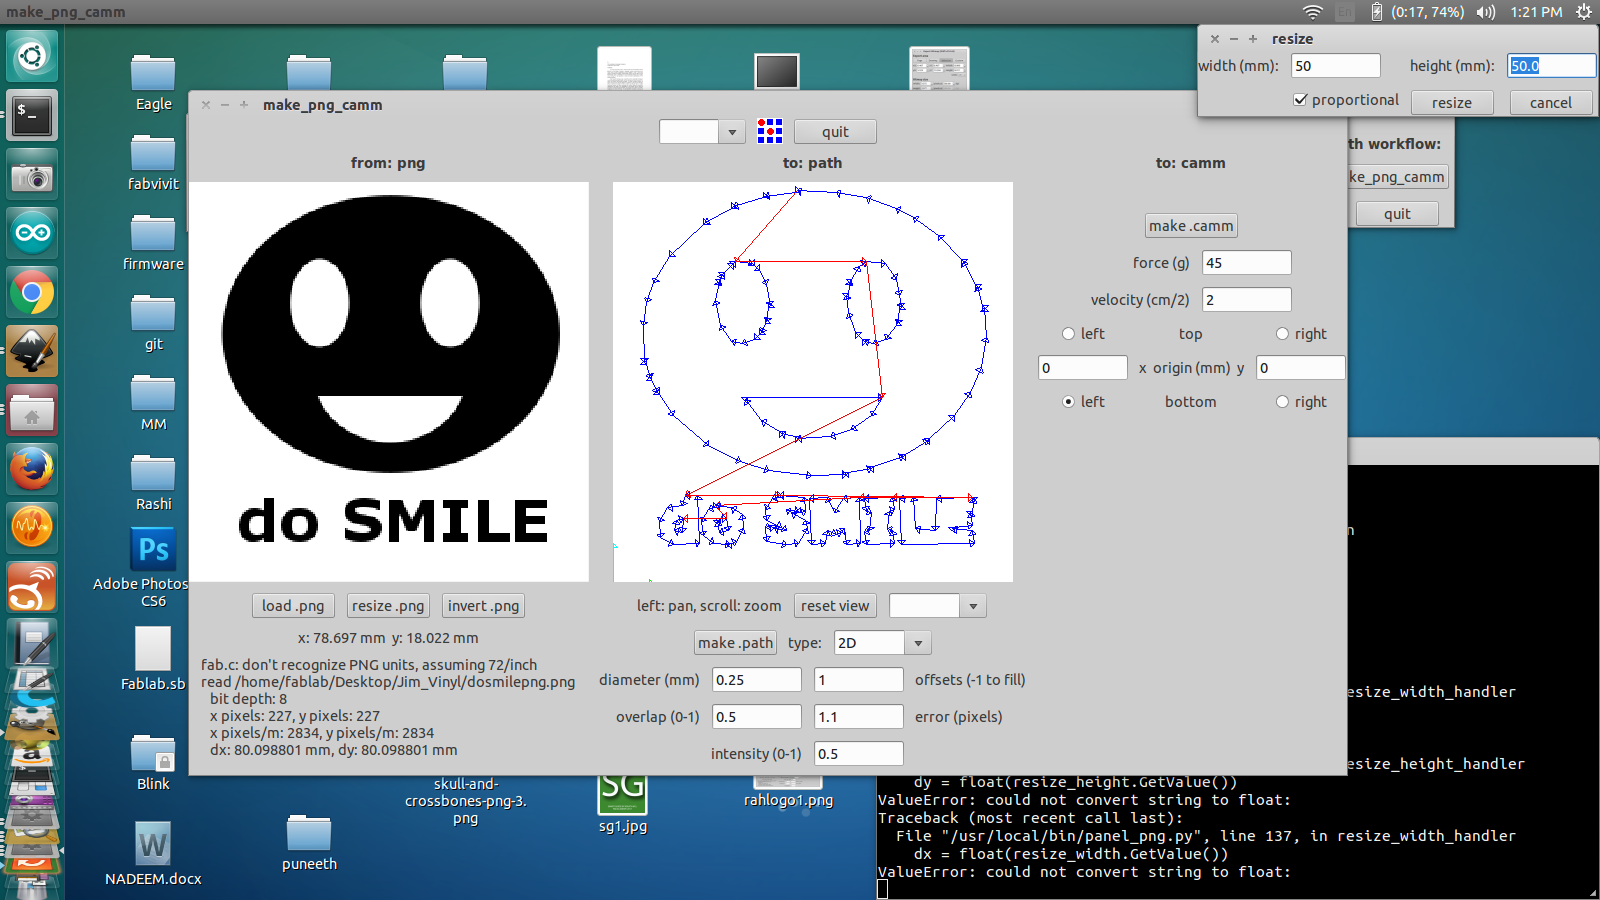 make_png_camm
En
(0:17, 74%)
1:21 PM
resize
width (mm): 50 height (mm): 50.0
proportional resize cancel
Eagle
fabvivit
firmware
git
MM
Rashi
Ps
Adobe Photos
CS6
Fablab.sb
Blink
W
NADEEM.docx
make_png_camm
quit
from: png to: path to: camm
do SMILE
load .png resize .png invert .png
x: 78.697 mm y: 18.022 mm
fab.c: don't recognize PNG units, assuming 72/inch
read /home/fablab/Desktop/Jim_Vinyl/dosmilepng.png
bit depth: 8
x pixels: 227, y pixels: 227
x pixels/m: 2834, y pixels/m: 2834
dx: 80.098801 mm, dy: 80.098801 mm
do SMILE
left: pan, scroll: zoom reset view
make .path type: 2D
diameter (mm) 0.25 1 offsets (-1 to fill)
overlap (0-1) 0.5 1.1 error (pixels)
intensity (0-1) 0.5
make .camm
force (g) 45
velocity (cm/2) 2
left top right
0 x origin (mm) y 0
left bottom right
th workflow:
ke_png_camm
quit
skull-and-
crossbones-png-3.
png
puneeth
SG
sg1.jpg
rahlogo1.png
n
esize_width_handler
esize_height_handler
dy = float(resize_height.GetValue())
ValueError: could not convert string to float:
Traceback (most recent call last):
File "/usr/local/bin/panel_png.py", line 137, in resize_width_handler
dx = float(resize_width.GetValue())
ValueError: could not convert string to float: